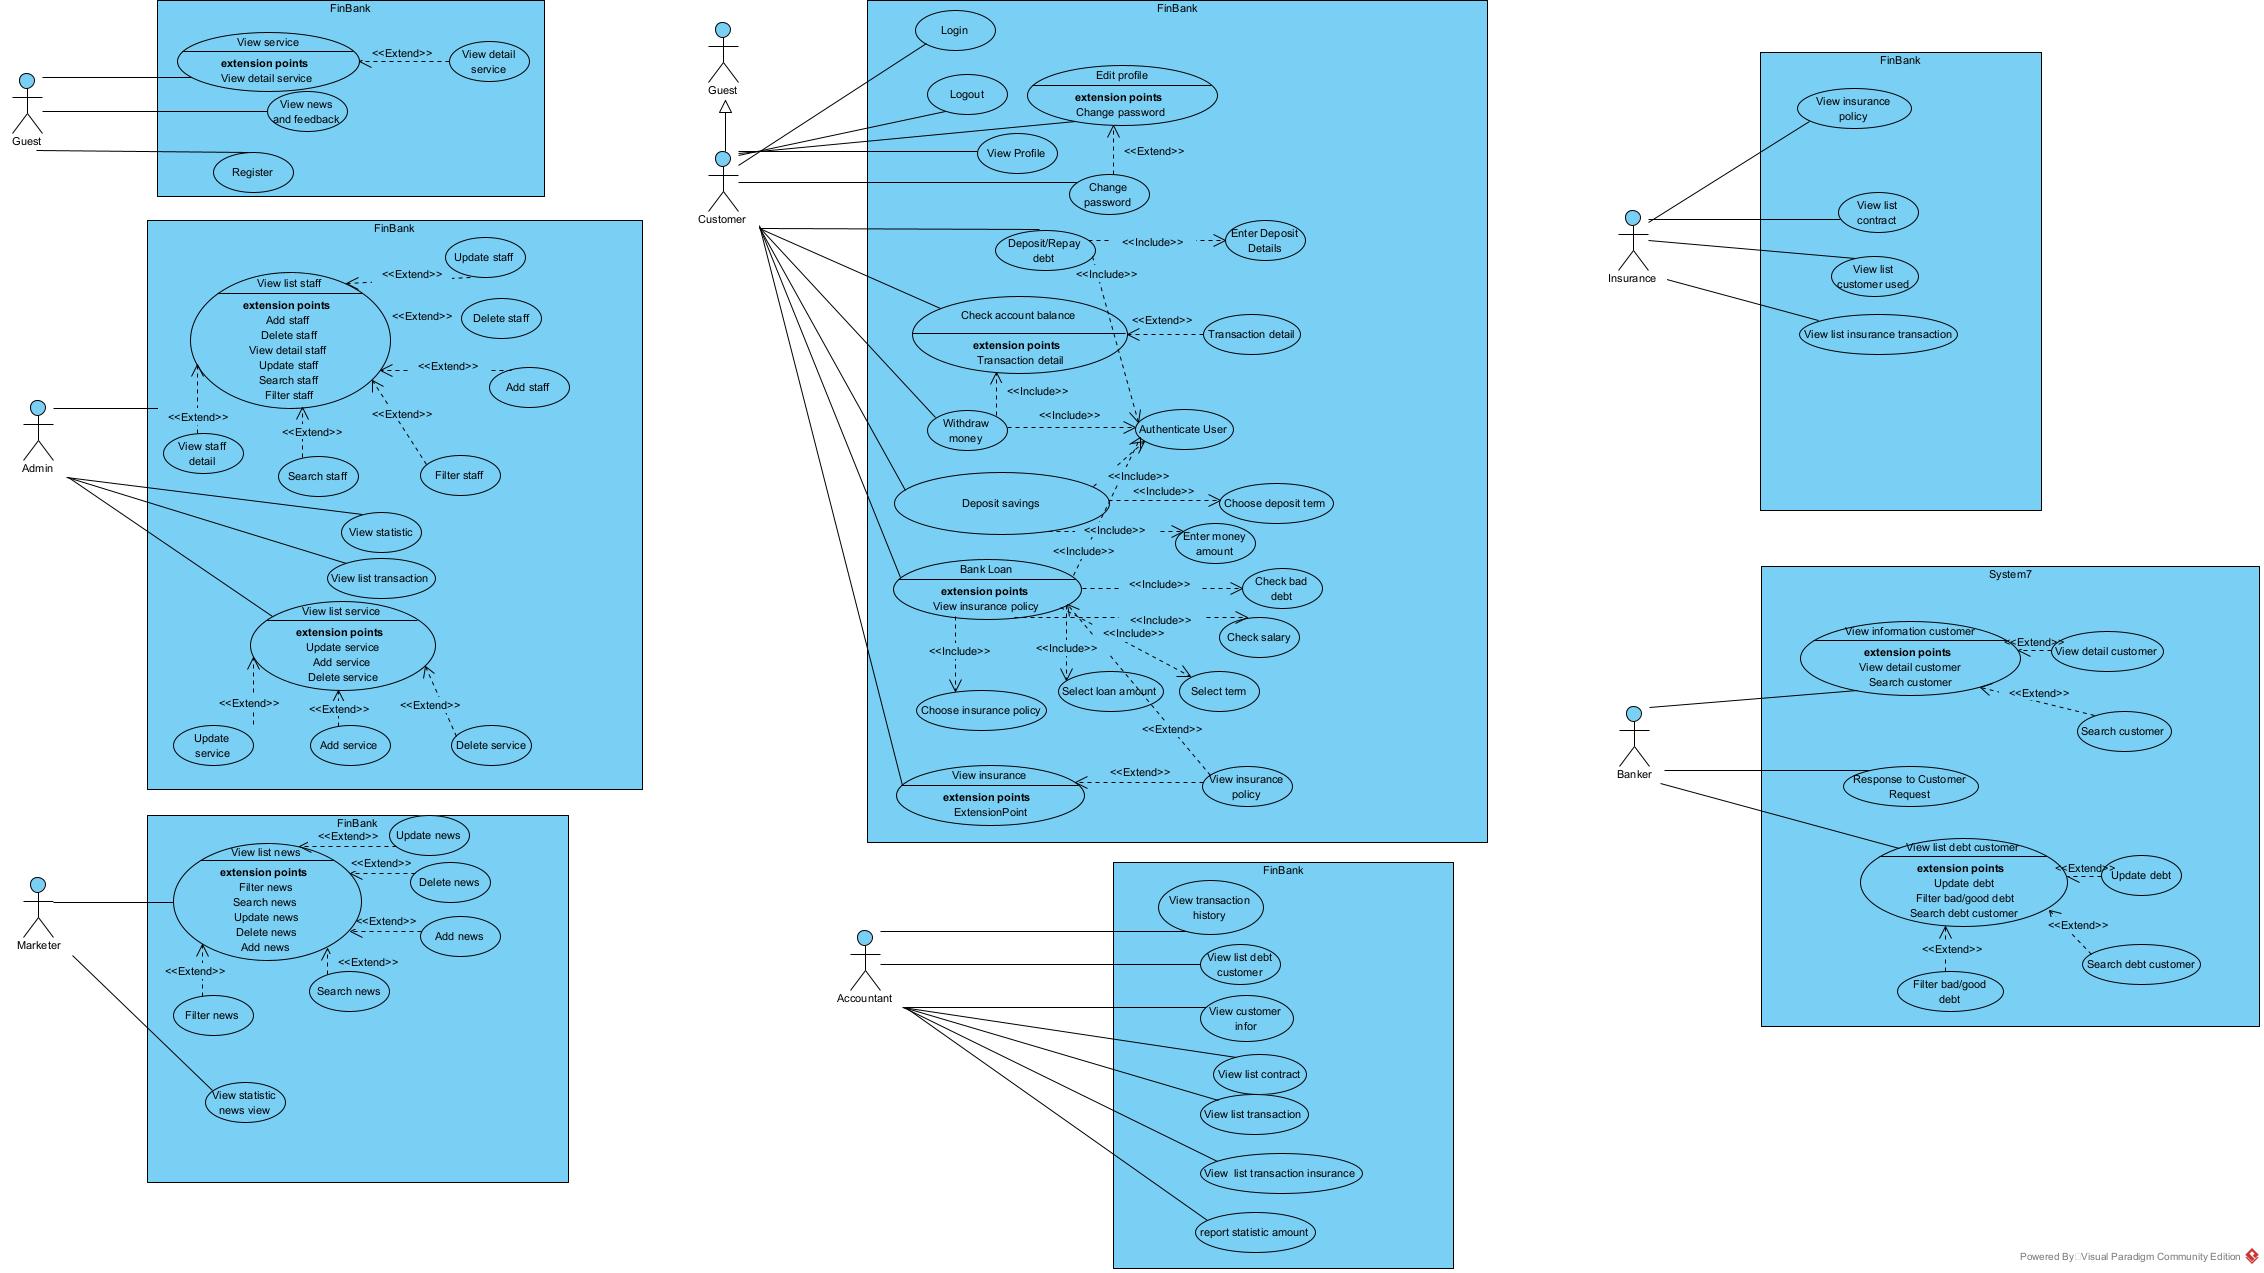 FinBank
View service
extension points
View detail service
<<Extend>>
View detail
service
View news
and feedback
Register
Guest
FinBank
View list staff
extension points
Add staff
Delete staff
View detail staff
Update staff
Search staff
Filter staff
<<Extend>>
Update staff
<<Extend>>
Delete staff
<<Extend>>
Add staff
<<Extend>>
View staff
detail
<<Extend>>
Search staff
<<Extend>>
Filter staff
Admin
View statistic
View list transaction
View list service
extension points
Update service
Add service
Delete service
<<Extend>>
Update
service
<<Extend>>
Add service
<<Extend>>
Delete service
FinBank
View list news
extension points
Filter news
Search news
Update news
Delete news
Add news
<<Extend>>
Update news
<<Extend>>
Delete news
<<Extend>>
Add news
<<Extend>>
Filter news
<<Extend>>
Search news
Marketer
View statistic
news view
FinBank
Guest
Customer
Login
Logout
Edit profile
extension points
Change password
View Profile
<<Extend>>
Change
password
Deposit/Repay
debt
<<Include>>
Enter Deposit
Details
<<Include>>
Check account balance
extension points
Transaction detail
<<Extend>>
Transaction detail
<<Include>>
Withdraw
money
<<Include>>
Authenticate User
Deposit savings
<<Include>>
<<Include>>
Choose deposit term
<<Include>>
Enter money
amount
<<Include>>
Bank Loan
extension points
View insurance policy
<<Include>>
Check bad
debt
<<Include>>
Check salary
<<Include>>
Select term
<<Include>>
Select loan amount
<<Include>>
Choose insurance policy
<<Extend>>
View insurance
extension points
ExtensionPoint
<<Extend>>
View insurance
policy
FinBank
Accountant
View transaction
history
View list debt
customer
View customer
infor
View list contract
View list transaction
View  list transaction insurance
report statistic amount
FinBank
Insurance
View insurance
policy
View list
contract
View list
customer used
View list insurance transaction
System7
Banker
View information customer
extension points
View detail customer
Search customer
<<Extend>>
View detail customer
<<Extend>>
Search customer
Response to Customer
Request
View list debt customer
extension points
Update debt
Filter bad/good debt
Search debt customer
<<Extend>>
Update debt
<<Extend>>
Search debt customer
<<Extend>>
Filter bad/good
debt
Powered By Visual Paradigm Community Edition